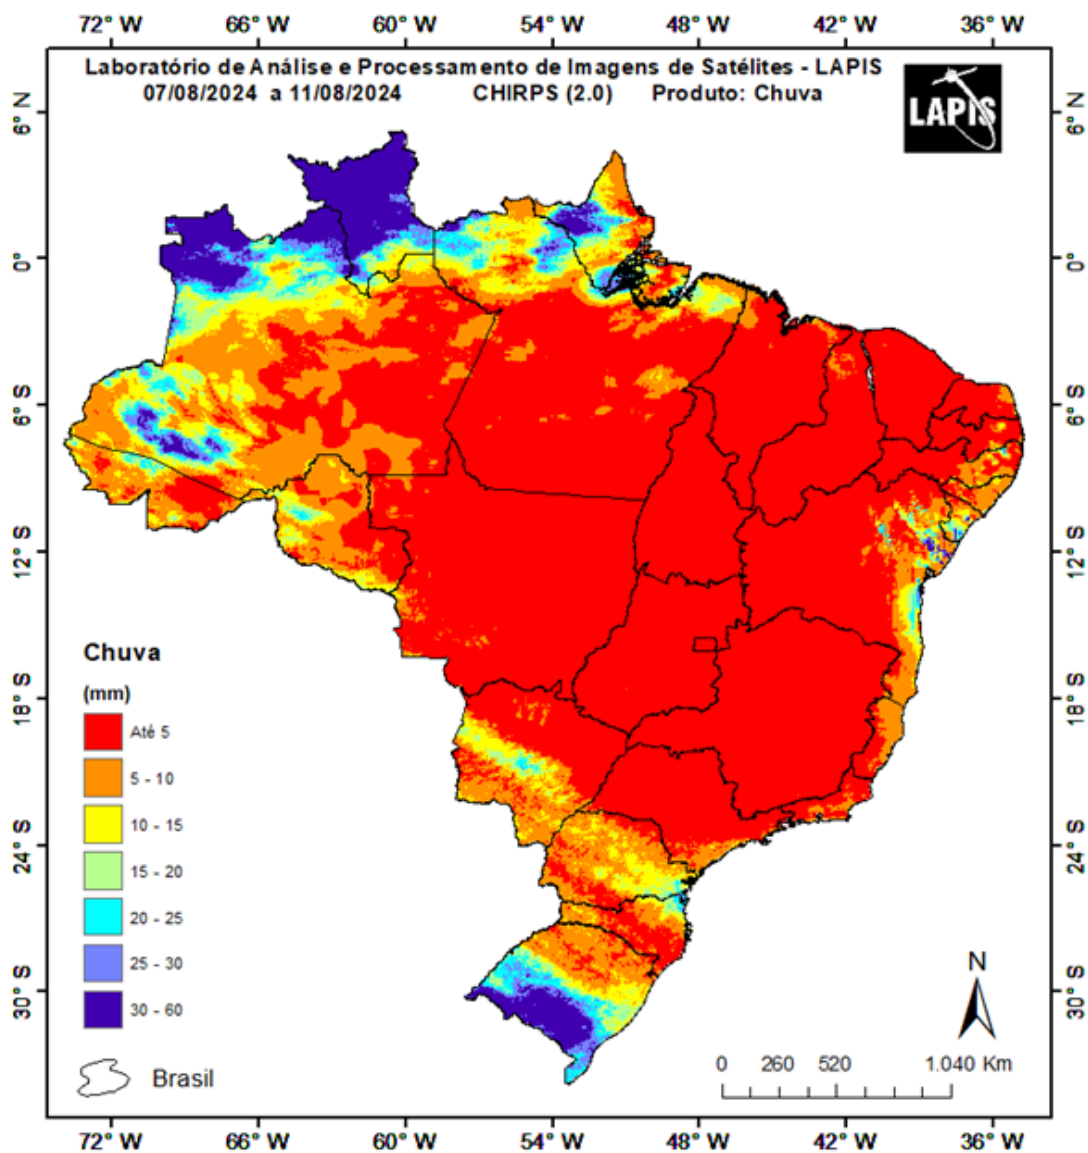 72° W 66° W 60° W 54° W 48° W 42° W 36° W
Laboratório de Análise e Processamento de Imagens de Satélites - LAPIS
07/08/2024 a 11/08/2024 CHIRPS (2.0) Produto: Chuva
LAPIS
6° N 6° N
0° 0°
6° S 6° S
12° S 12° S
18° S 18° S
24° S 24° S
30° S 30° S
Chuva
(mm)
Até 5
5 - 10
10 - 15
15 - 20
20 - 25
25 - 30
30 - 60
Brasil
N
0 260 520 1.040 Km
72° W 66° W 60° W 54° W 48° W 42° W 36° W